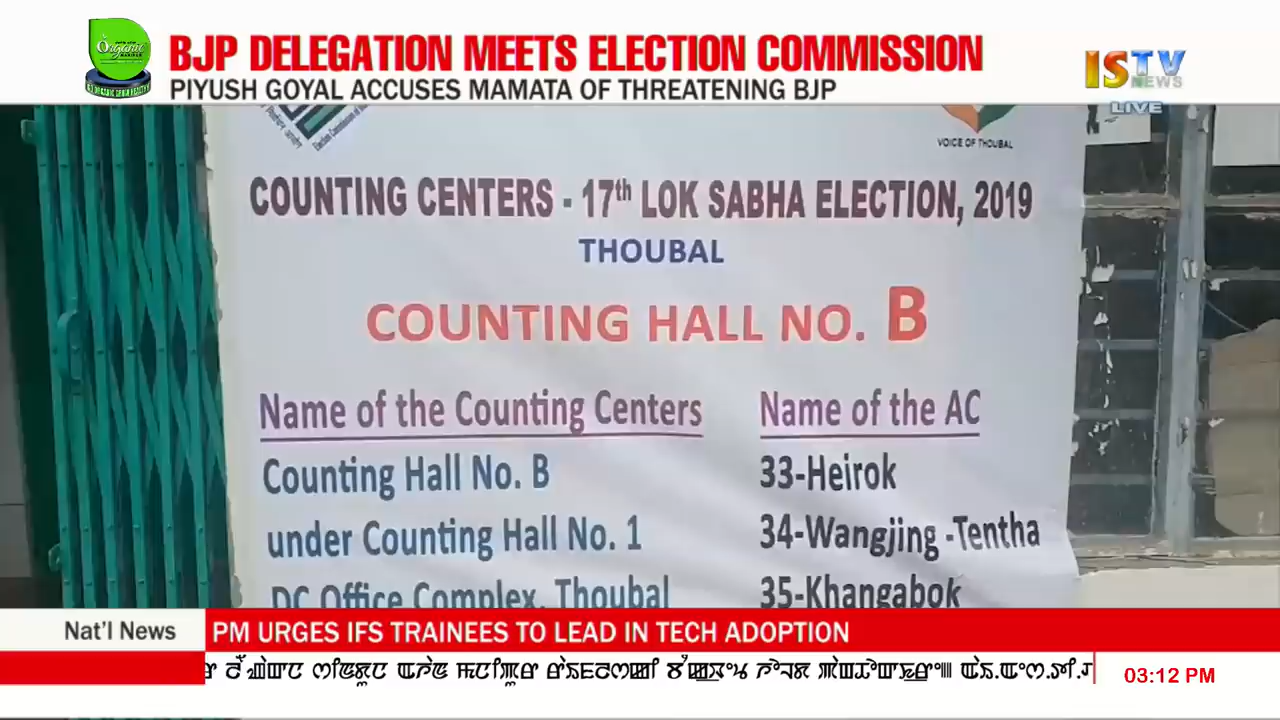 Organic
BJP DELEGATION MEETS ELECTION COMMISSION
PIYUSH GOYAL ACCUSES MAMATA OF THREATENING BJP
ISTV
NEWS
LIVE
VOICE OF THOUBAL
COUNTING CENTERS - 17th LOK SABHA ELECTION, 2019
THOUBAL
COUNTING HALL NO. B
Name of the Counting Centers Name of the AC
Counting Hall No. B 33-Heirok
under Counting Hall No. 1 34-Wangjing -Tentha
DC Office Complex, Thoubal 35-Khangabok
Nat'l News PM URGES IFS TRAINEES TO LEAD IN TECH ADOPTION
03:12 PM